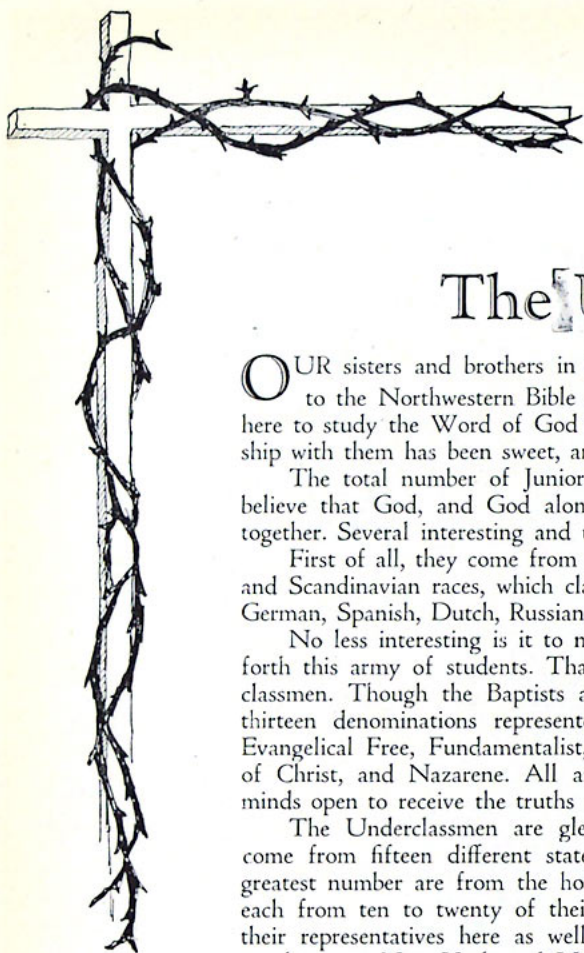 The U
OUR sisters and brothers in
to the Northwestern Bible
here to study the Word of God
ship with them has been sweet, an
The total number of Junior
believe that God, and God alon
together. Several interesting and u
First of all, they come from
and Scandinavian races, which cla
German, Spanish, Dutch, Russian
No less interesting is it to n
forth this army of students. Tha
classmen. Though the Baptists a
thirteen denominations represente
Evangelical Free, Fundamentalist,
of Christ, and Nazarene. All a
minds open to receive the truths
The Underclassmen are gle
come from fifteen different state
greatest number are from the ho
each from ten to twenty of thei
their representatives here as well